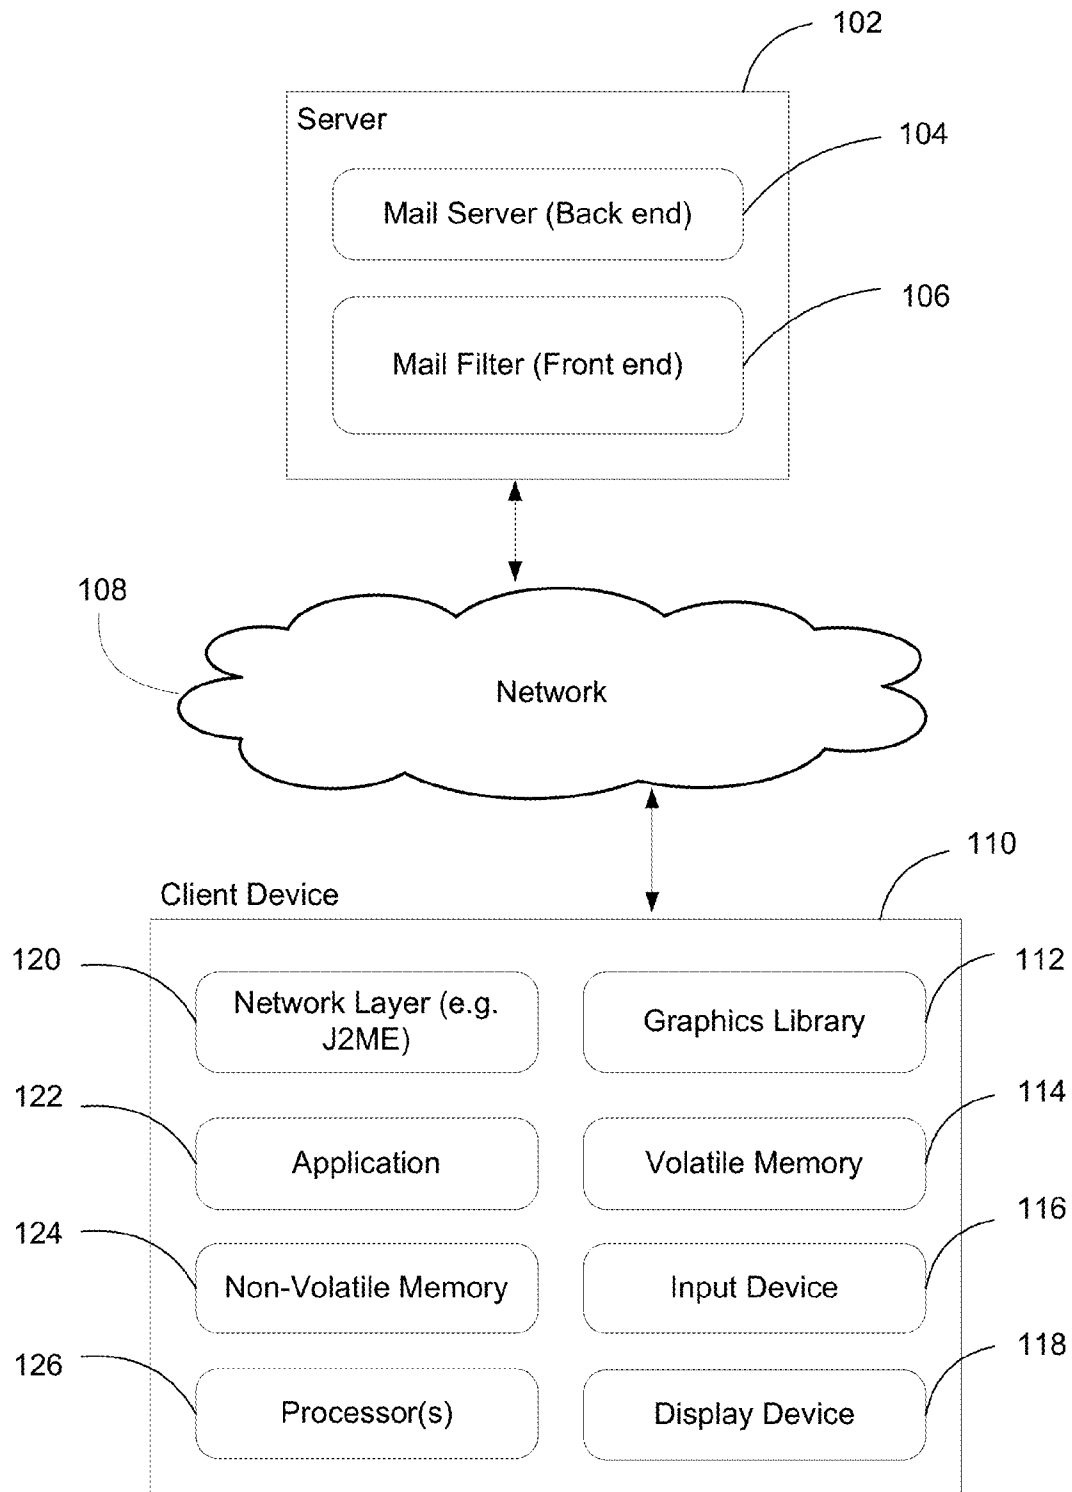 102
Server
104
Mail Server (Back end)
106
Mail Filter (Front end)
108
Network
110
Client Device
120
Network Layer (e.g.
J2ME)
112
Graphics Library
122
Application
114
Volatile Memory
124
Non-Volatile Memory
116
Input Device
126
Processor(s)
118
Display Device